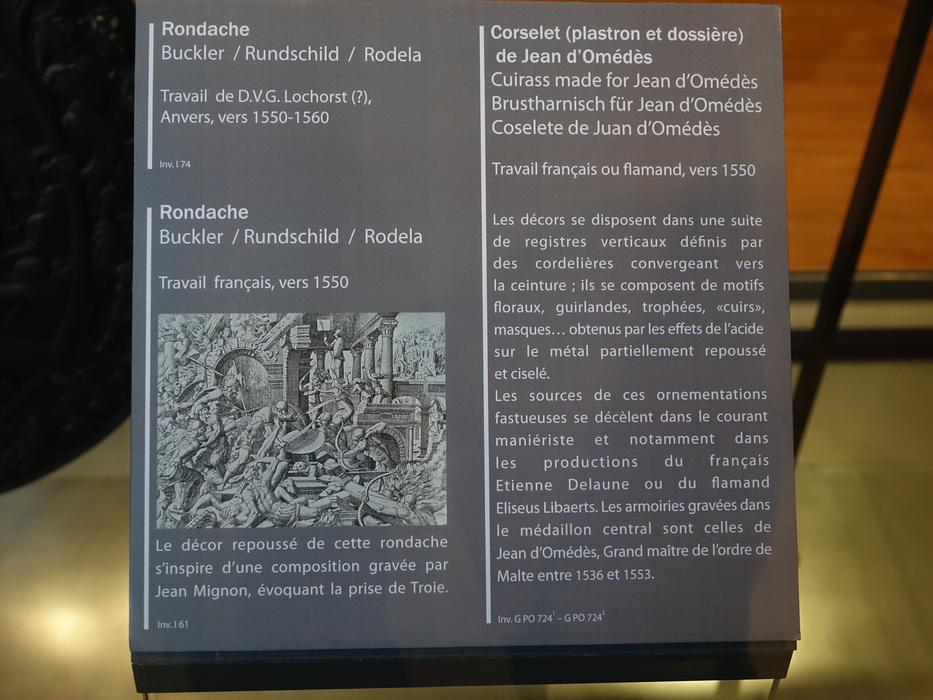 Rondache
Buckler / Rundschild / Rodela
Travail de D.V.G. Lochorst (?),
Anvers, vers 1550-1560
Inv. I 74
Rondache
Buckler / Rundschild / Rodela
Travail français, vers 1550
Le décor repoussé de cette rondache
s'inspire d'une composition gravée par
Jean Mignon, évoquant la prise de Troie.
Inv. I 61
Corselet (plastron et dossière)
de Jean d'Omédès
Cuirass made for Jean d'Omédès
Brustharnisch für Jean d'Omédès
Coselete de Juan d'Omédès
Travail français ou flamand, vers 1550
Les décors se disposent dans une suite
de registres verticaux définis par
des cordelières convergeant vers
la ceinture ; ils se composent de motifs
floraux, guirlandes, trophées, «cuirs»,
masques... obtenus par les effets de l'acide
sur le métal partiellement repoussé
et ciselé.
Les sources de ces ornementations
fastueuses se décèlent dans le courant
maniériste et notamment dans
les productions du français
Etienne Delaune ou du flamand
Eliseus Libaerts. Les armoiries gravées dans
le médaillon central sont celles de
Jean d'Omédès, Grand maître de l'ordre de
Malte entre 1536 et 1553.
Inv. G PO 724¹ – G PO 724²